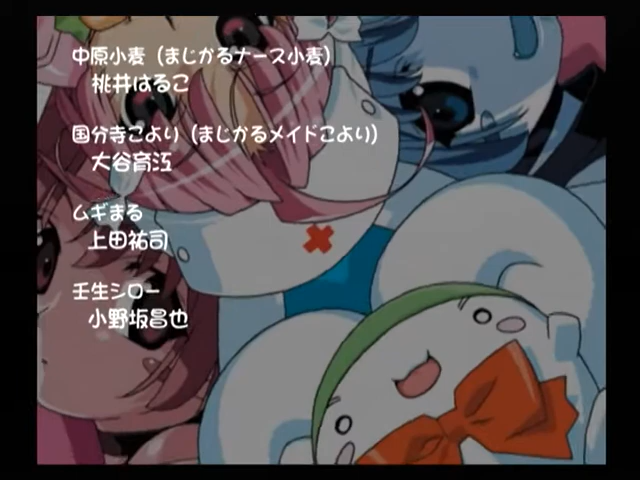 中原小麦（まじかるナース小麦）
桃井はるこ
国分寺こより（まじかるメイドこより）
大谷育江
ムギまる
上田祐司
壬生シロー
小野坂昌也